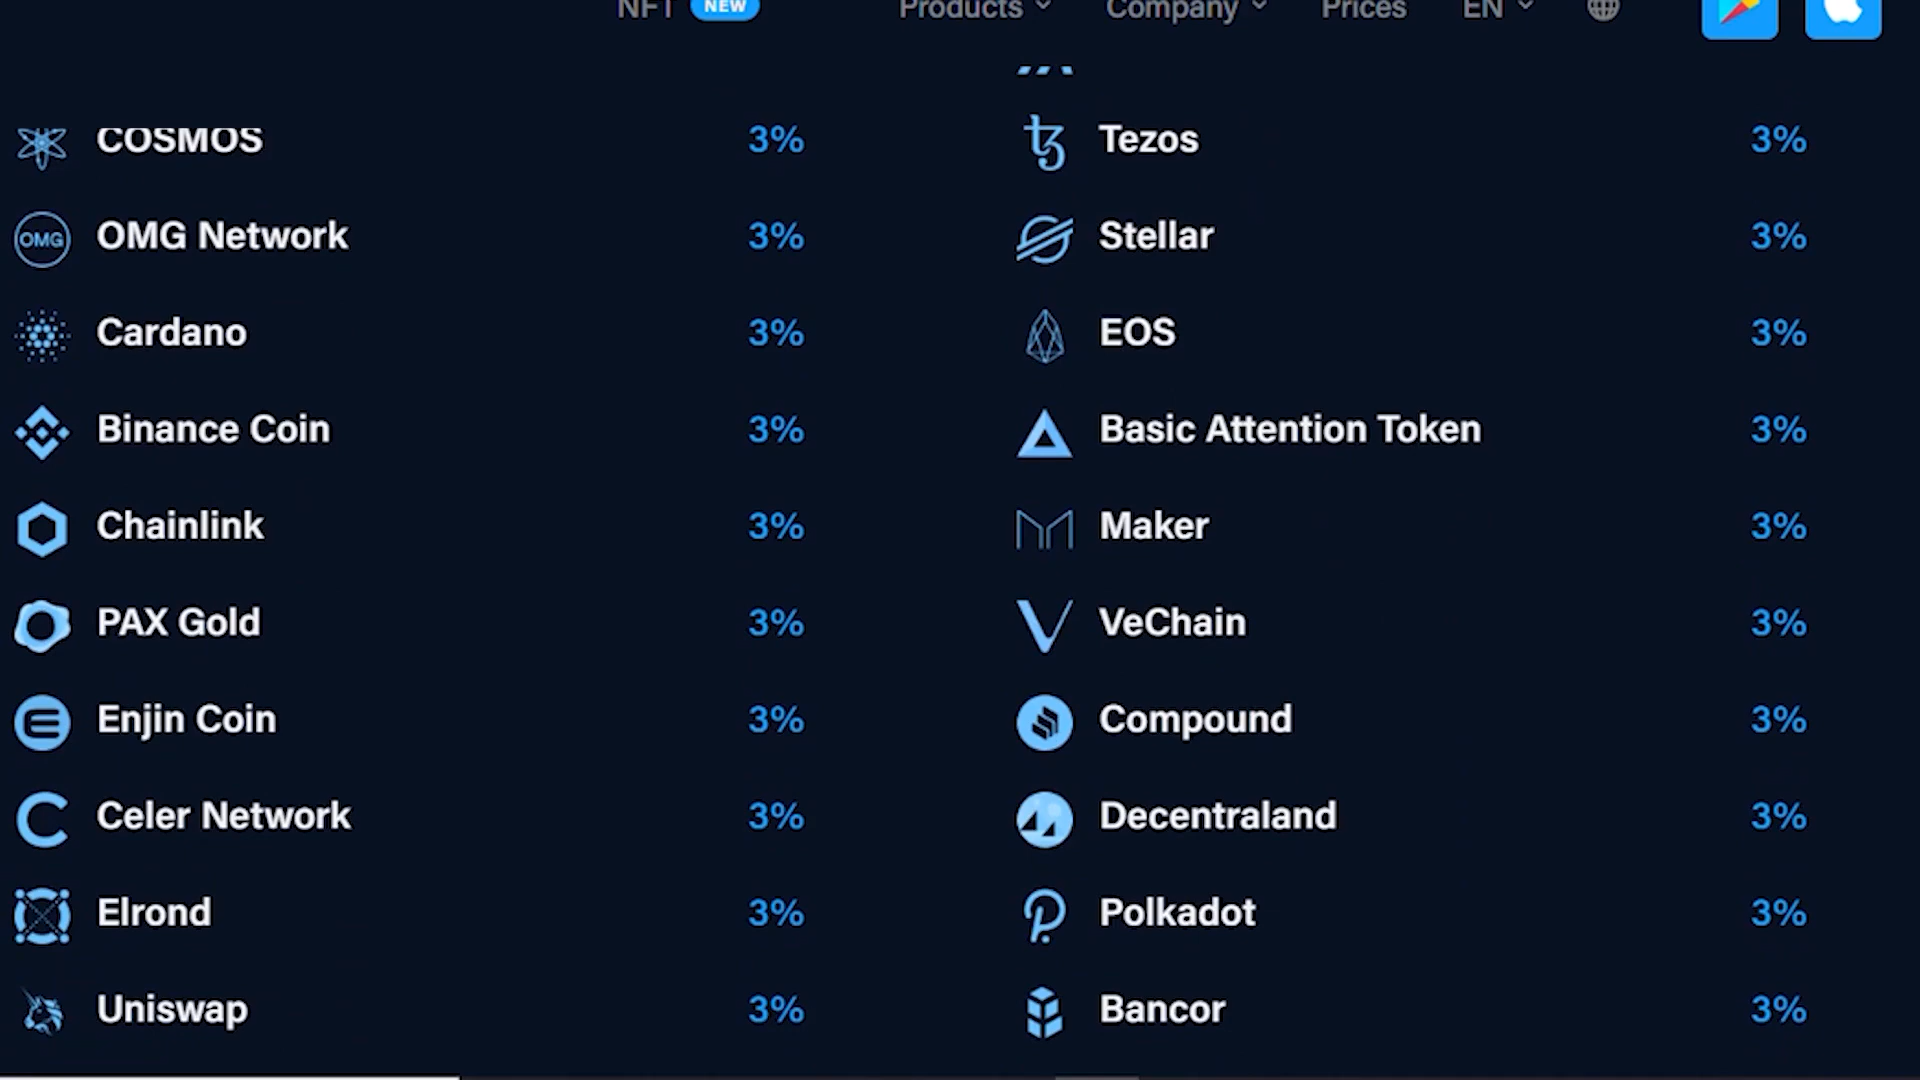 NFT NEW Products Company Prices EN
COSMOS 3% Tezos 3%
OMG OMG Network 3% Stellar 3%
Cardano 3% EOS 3%
Binance Coin 3% Basic Attention Token 3%
Chainlink 3% Maker 3%
PAX Gold 3% VeChain 3%
Enjin Coin 3% Compound 3%
Celer Network 3% Decentraland 3%
Elrond 3% Polkadot 3%
Uniswap 3% Bancor 3%